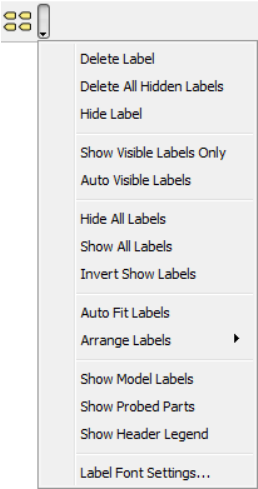 Delete Label
Delete All Hidden Labels
Hide Label
Show Visible Labels Only
Auto Visible Labels
Hide All Labels
Show All Labels
Invert Show Labels
Auto Fit Labels
Arrange Labels
Show Model Labels
Show Probed Parts
Show Header Legend
Label Font Settings...